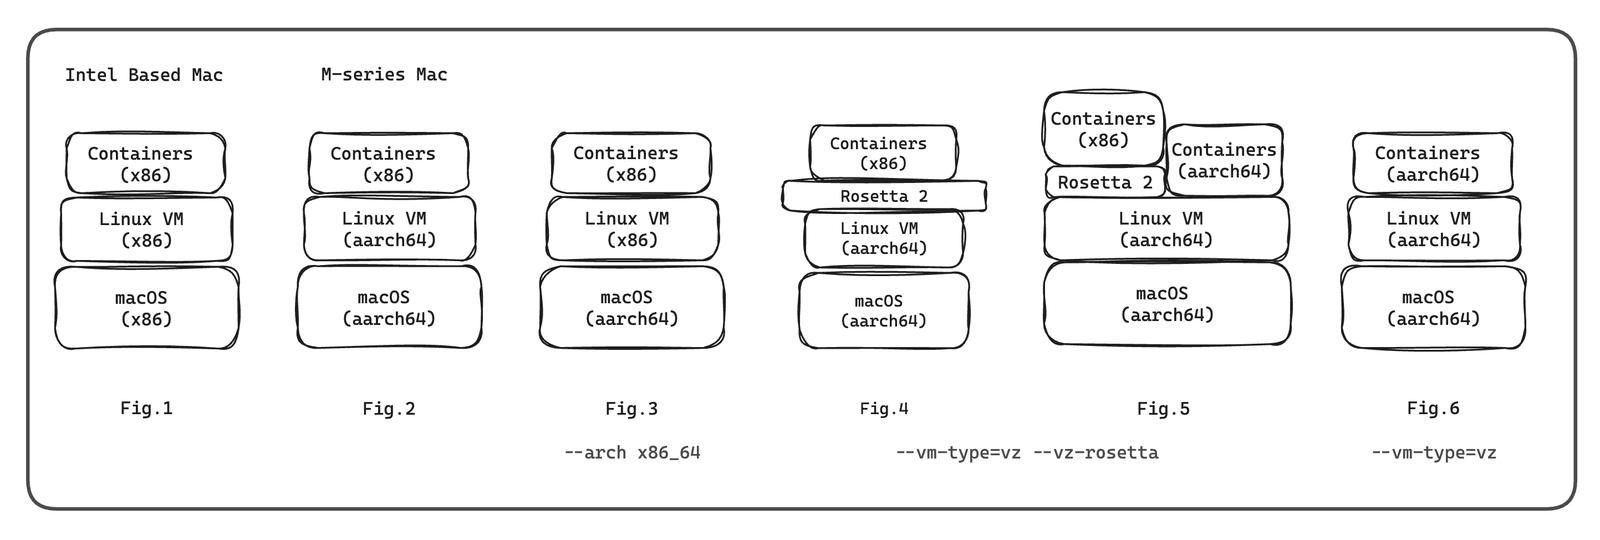 Intel Based Mac
M-series Mac
Containers
(x86)
Linux VM
(x86)
macOS
(x86)
Fig.1
Containers
(x86)
Linux VM
(aarch64)
macOS
(aarch64)
Fig.2
Containers
(x86)
Linux VM
(x86)
macOS
(aarch64)
Fig.3
--arch x86_64
Containers
(x86)
Rosetta 2
Linux VM
(aarch64)
macOS
(aarch64)
Fig.4
Containers
(x86)
Rosetta 2
Containers
(aarch64)
Linux VM
(aarch64)
macOS
(aarch64)
Fig.5
--vm-type=vz --vz-rosetta
Containers
(aarch64)
Linux VM
(aarch64)
macOS
(aarch64)
Fig.6
--vm-type=vz